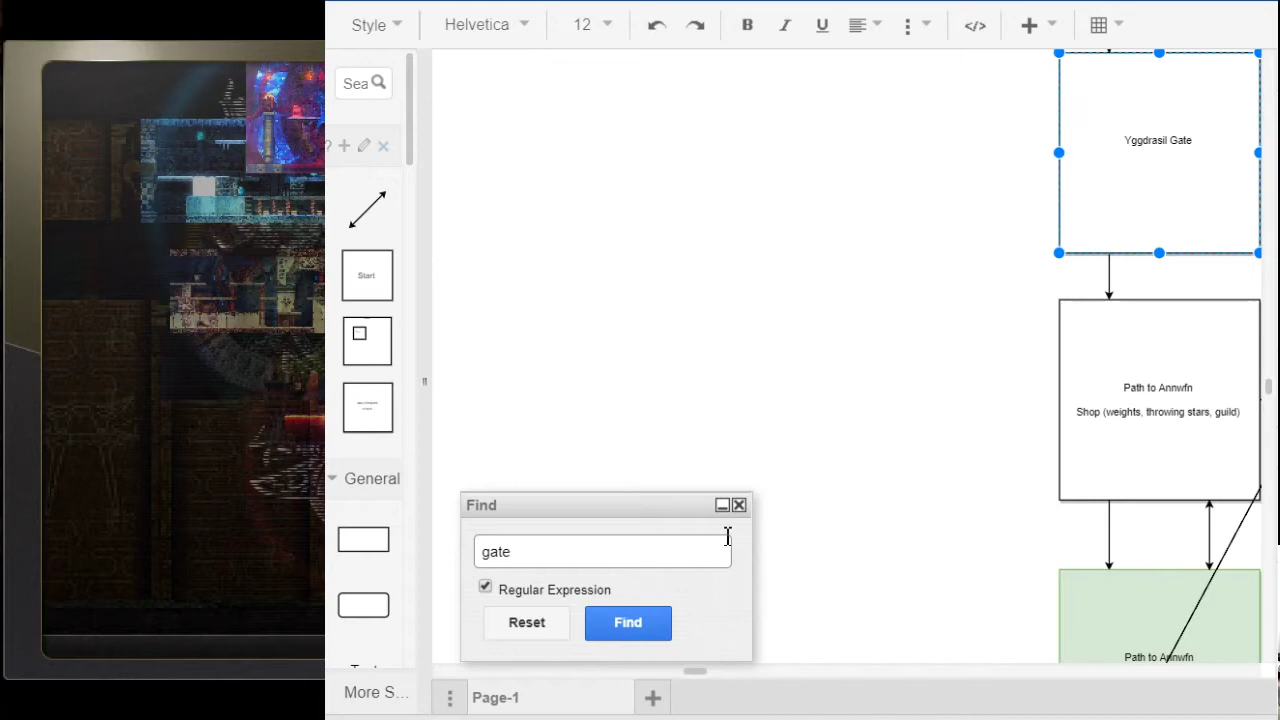 Style
Helvetica
12
B
I
U
</>
Sea
?
Start
General
Yggdrasil Gate
Path to Annwfn
Shop (weights, throwing stars, guild)
Find
gate
Regular Expression
Reset
Find
Path to Annwfn
More S...
Page-1